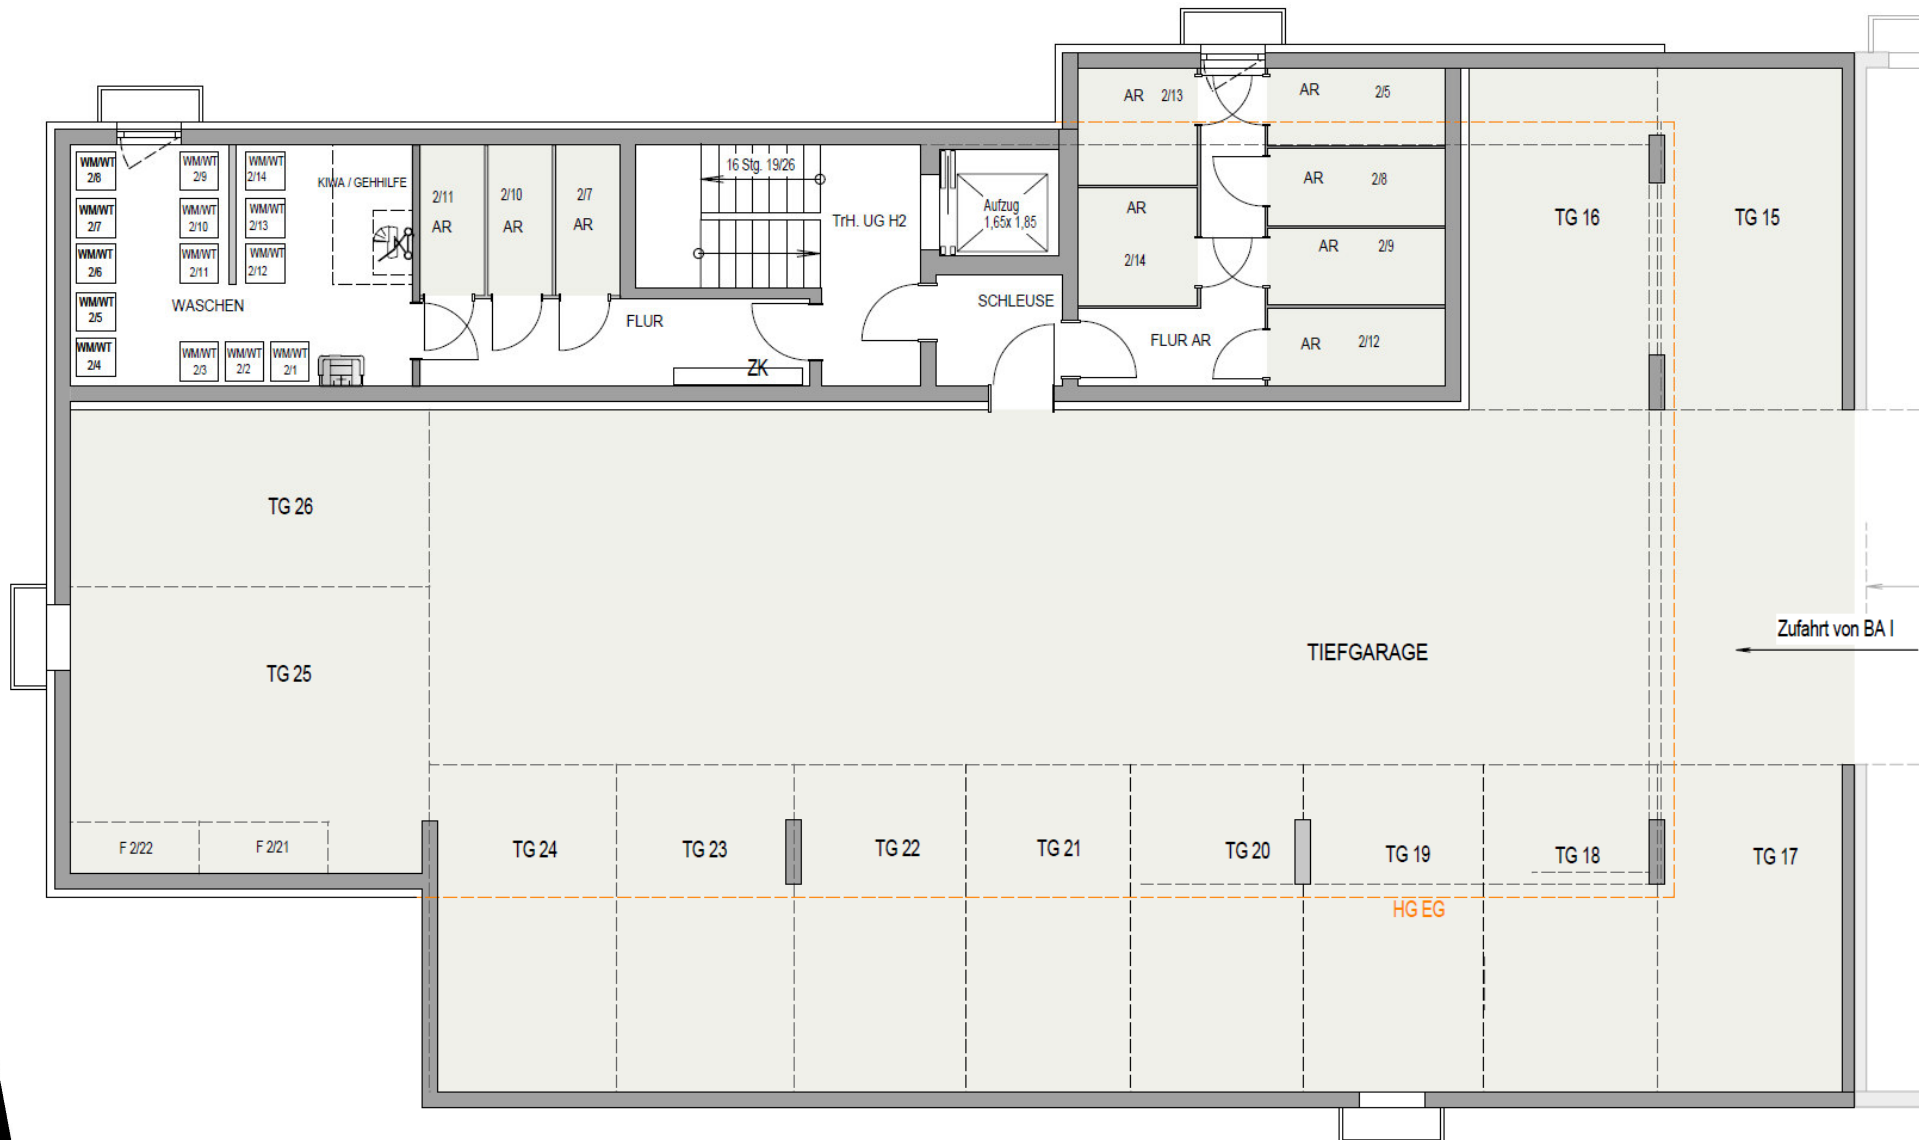 AR 2/13
AR 2/5
WM/WT
2/8
WM/WT
2/9
WM/WT
2/14
KIWA / GEHHILFE
2/11
AR
2/10
AR
2/7
AR
16 Stg. 19/26
TrH. UG H2
Aufzug
1,65x 1,85
AR 2/8
AR
2/14
AR 2/9
WM/WT
2/7
WM/WT
2/10
WM/WT
2/13
WM/WT
2/6
WM/WT
2/11
WM/WT
2/12
WM/WT
2/5
WASCHEN
FLUR
SCHLEUSE
FLUR AR
AR 2/12
WM/WT
2/4
WM/WT
2/3
WM/WT
2/2
WM/WT
2/1
ZK
TG 16
TG 15
TG 26
TG 25
TIEFGARAGE
Zufahrt von BA I
F 2/22
F 2/21
TG 24
TG 23
TG 22
TG 21
TG 20
TG 19
TG 18
TG 17
HG EG